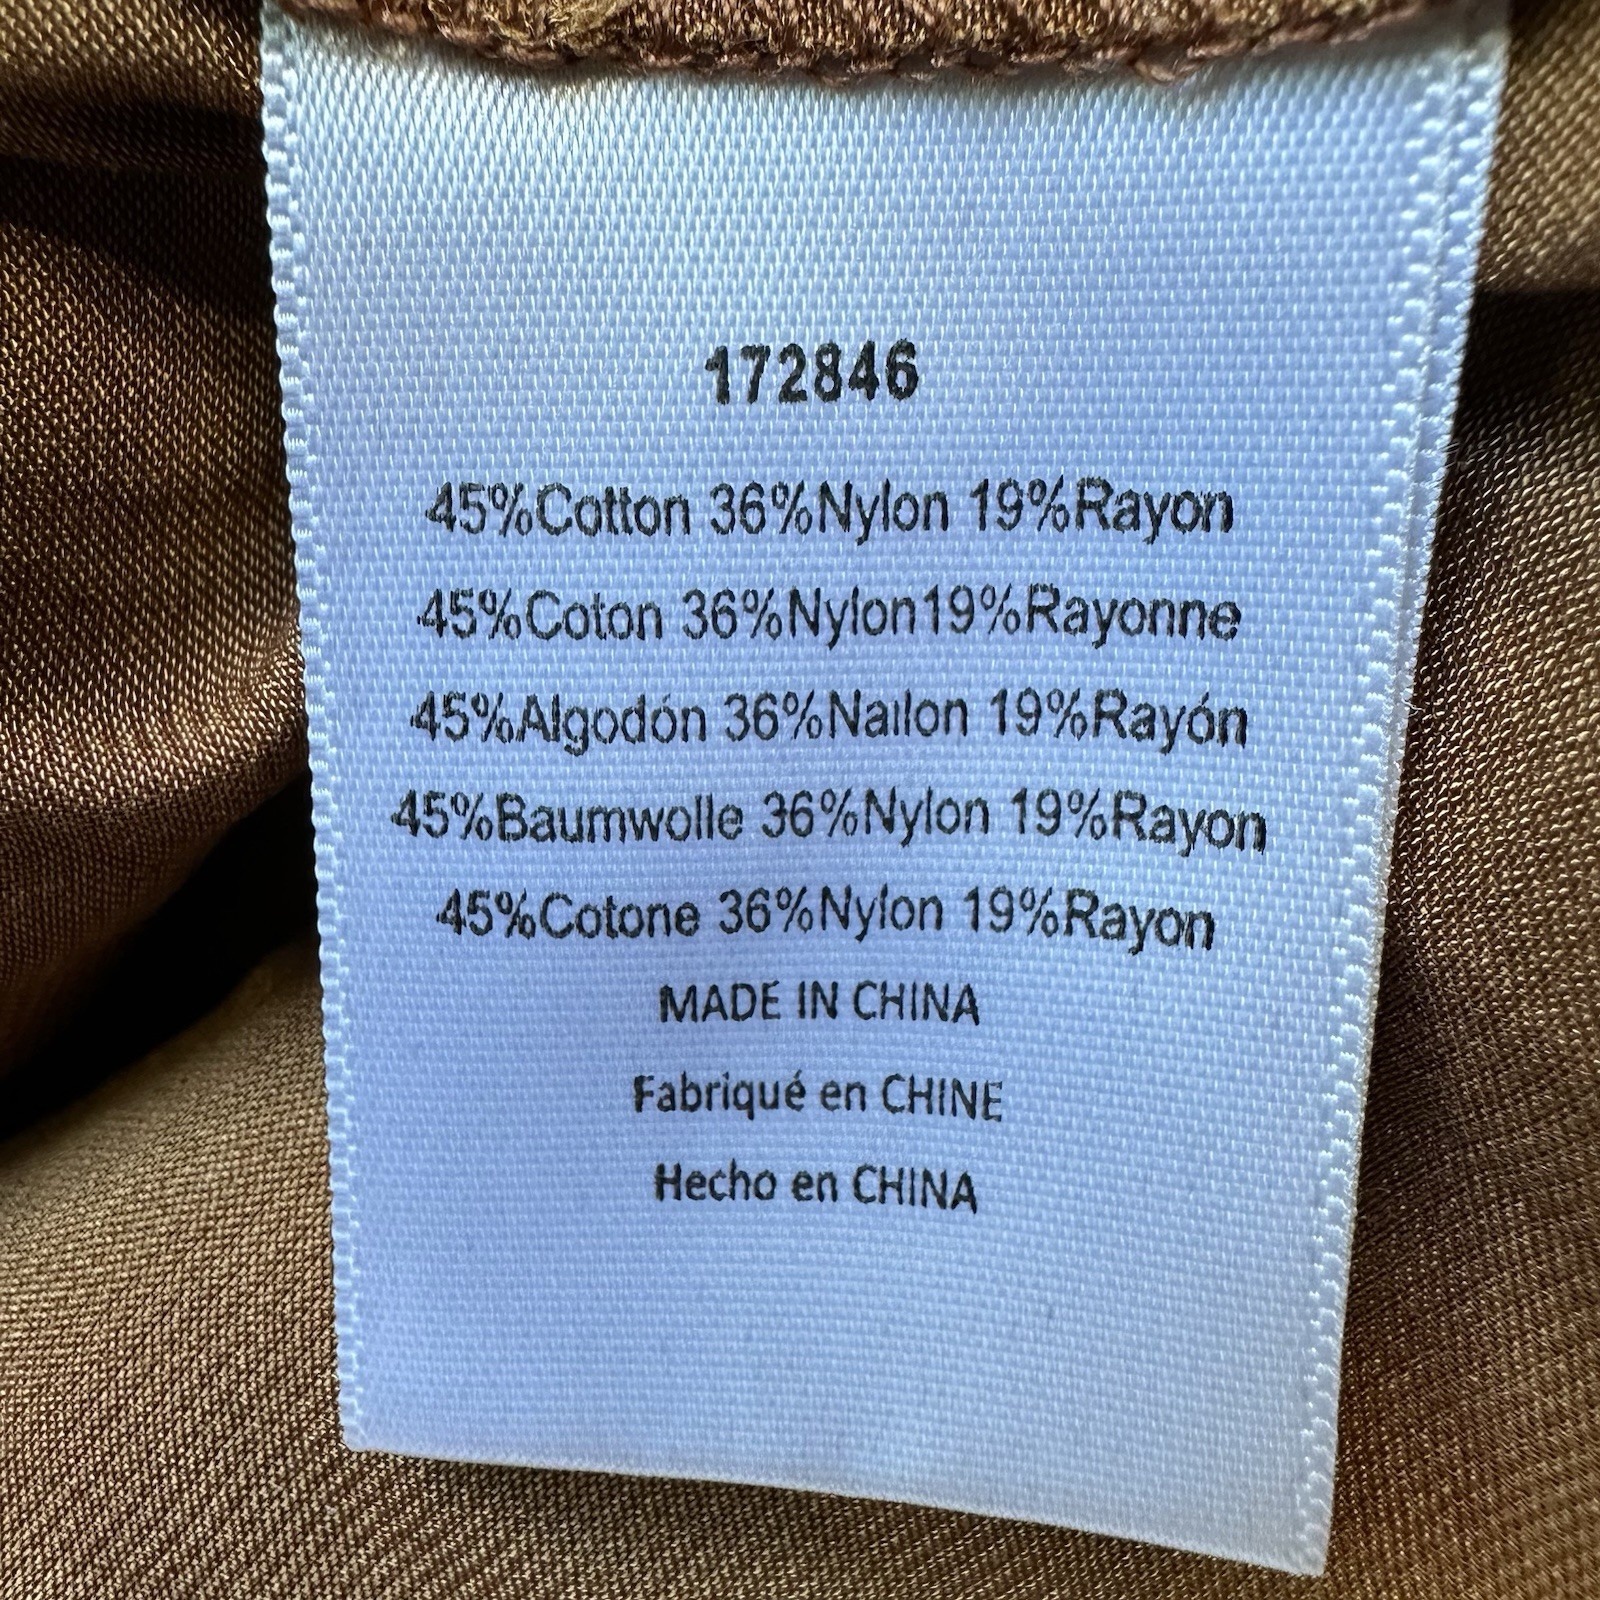 172846
45%Cotton 36%Nylon 19%Rayon
45%Coton 36%Nylon19%Rayonne
45%Algodón 36%Nailon 19%Rayón
45%Baumwolle 36%Nylon 19%Rayon
45%Cotone 36%Nylon 19%Rayon
MADE IN CHINA
Fabriqué en CHINE
Hecho en CHINA